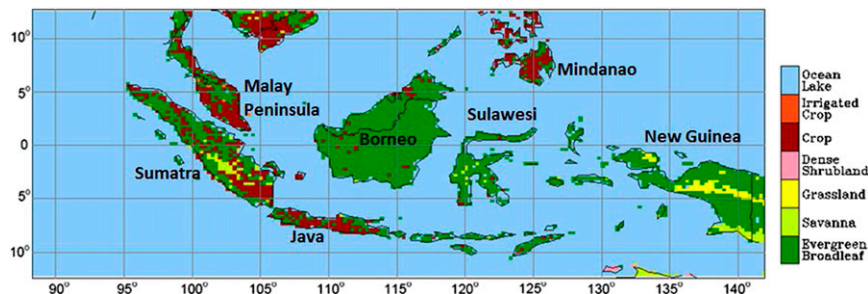 10°
5°
0
5°
10°
90°
95°
100°
105°
110°
115°
120°
125°
130°
135°
140°
Malay
Peninsula
Mindanao
Sulawesi
New Guinea
Borneo
Sumatra
Java
Ocean
Lake
Irrigated
Crop
Crop
Dense
Shrubland
Grassland
Savanna
Evergreen
Broadleaf